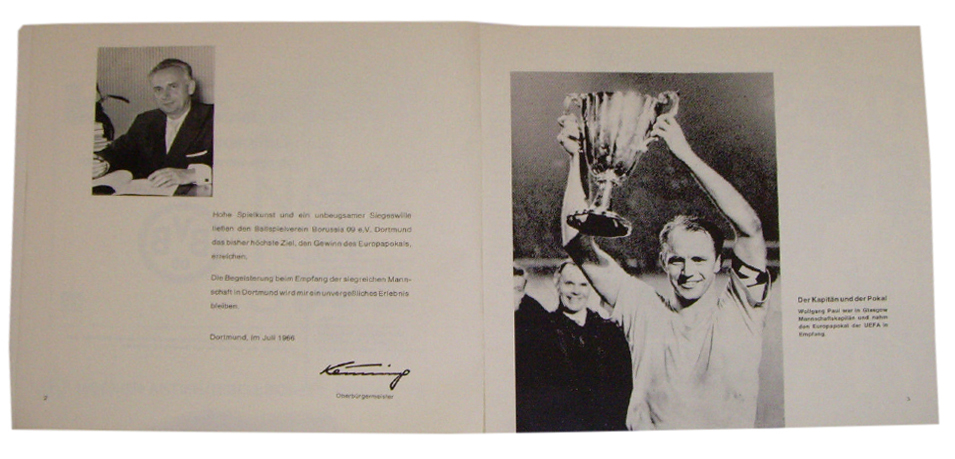 Hohe Spielkunst und ein unbeugsamer Siegeswille
ließen den Ballspielverein Borussia 09 e.V. Dortmund
das bisher höchste Ziel, den Gewinn des Europapokals,
erreichen.
Die Begeisterung beim Empfang der siegreichen Mann-
schaft in Dortmund wird mir ein unvergeßliches Erlebnis
bleiben.
Dortmund, im Juli 1966
Oberbürgermeister
2
Der Kapitän und der Pokal
Wolfgang Paul war in Glasgow
Mannschaftskapitän und nahm
den Europapokal der UEFA in
Empfang.
3